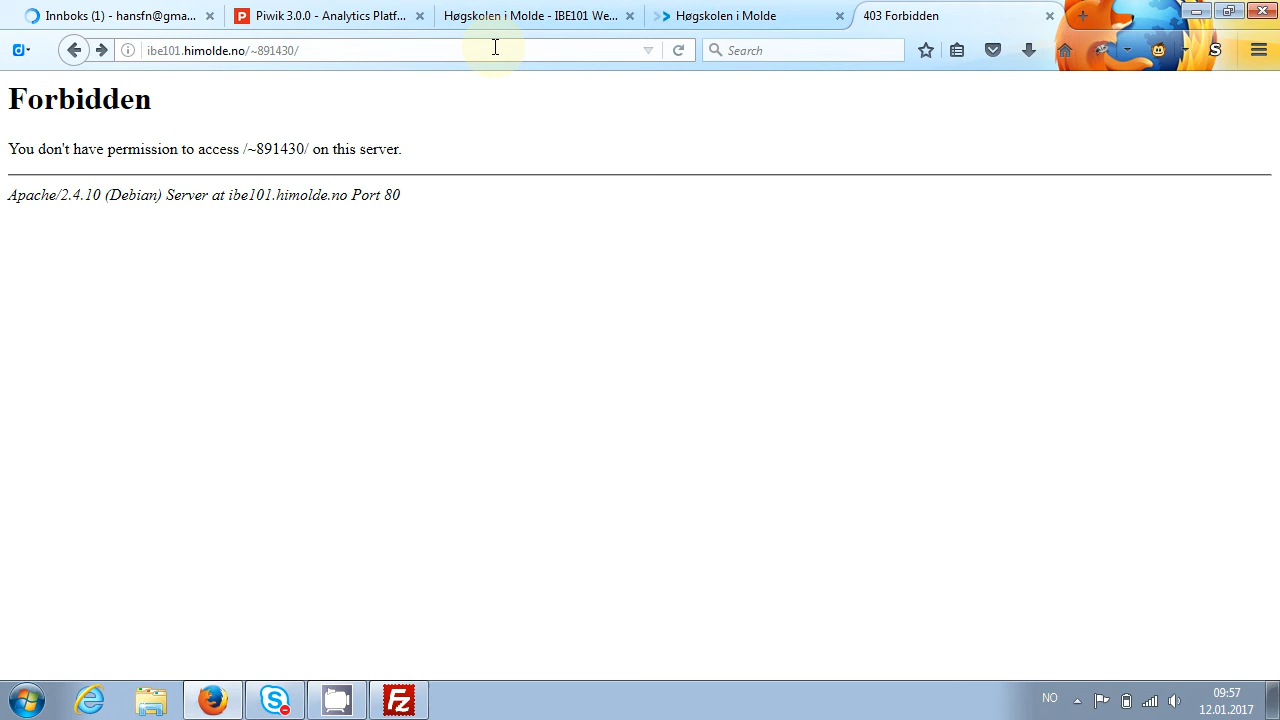 Innboks (1) - hansfn@gma...
Piwik 3.0.0 - Analytics Platf...
Høgskolen i Molde - IBE101 We...
Høgskolen i Molde
403 Forbidden
ibe101.himolde.no/~891430/
Search
Forbidden
You don't have permission to access /~891430/ on this server.
Apache/2.4.10 (Debian) Server at ibe101.himolde.no Port 80
NO
09:57
12.01.2017